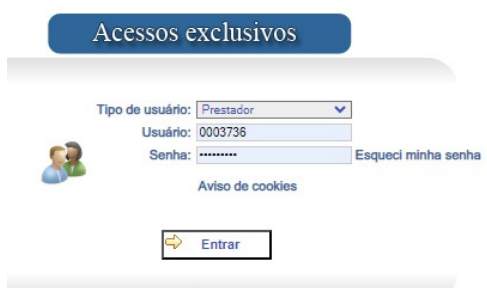 Acessos exclusivos
Tipo de usuário: Prestador
Usuário: 0003736
Senha: •••••••••
Esqueci minha senha
Aviso de cookies
Entrar